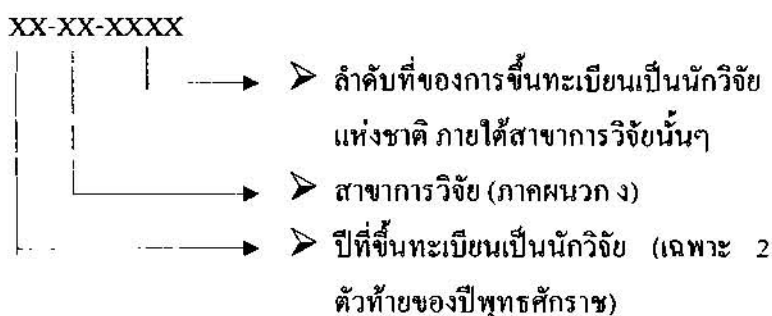 XX-XX-XXXX
➢ ลำดับที่ของการขึ้นทะเบียนเป็นนักวิจัย
แห่งชาติ ภายใต้สาขาการวิจัยนั้นๆ
➢ สาขาการวิจัย (ภาคผนวก ง)
➢ ปีที่ขึ้นทะเบียนเป็นนักวิจัย (เฉพาะ 2
ตัวท้ายของปีพุทธศักราช)